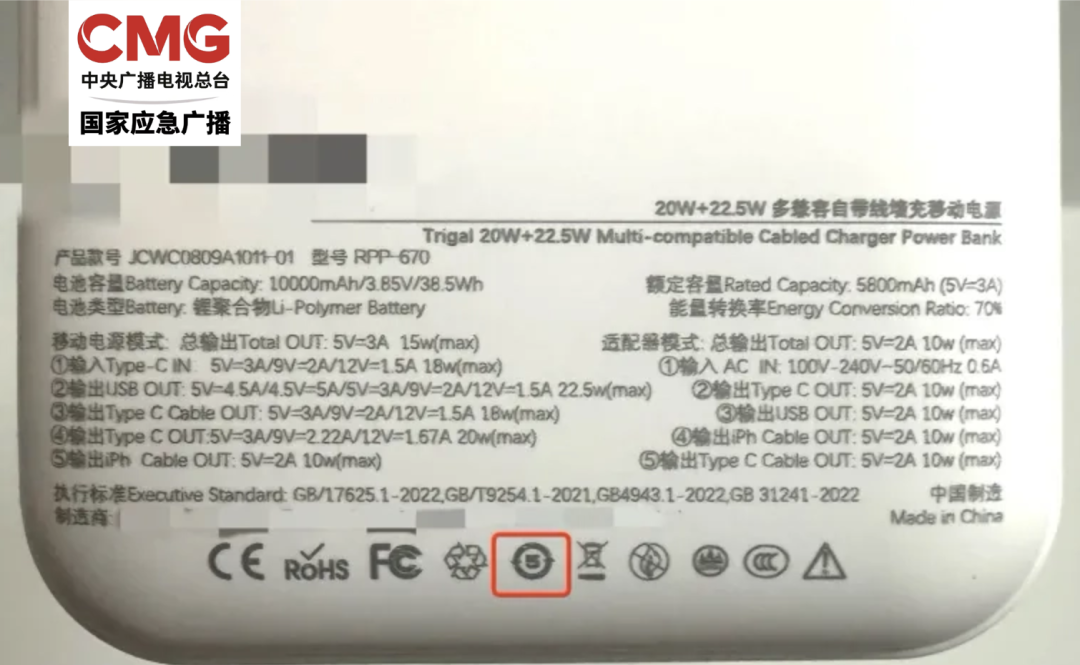 CMG
中央广播电视总台
国家应急广播
20W+22.5W 多兼容自带线墙充移动电源
Trigal 20W+22.5W Multi-compatible Cabled Charger Power Bank
产品款号 JCWC0809A1011-01 型号 RPP-670
电池容量Battery Capacity: 10000mAh/3.85V/38.5Wh
额定容量Rated Capacity: 5800mAh (5V=3A)
电池类型Battery: 锂聚合物Li-Polymer Battery
能量转换率Energy Conversion Ratio: 70%
移动电源模式: 总输出Total OUT: 5V=3A 15w(max)
①输入Type-C IN 5V=3A/9V=2A/12V=1.5A 18w(max)
②输出USB OUT: 5V=4.5A/4.5V=5A/5V=3A/9V=2A/12V=1.5A 22.5w(max)
③输出Type C Cable OUT: 5V=3A/9V=2A/12V=1.5A 18w(max)
④输出Type C OUT:5V=3A/9V=2.22A/12V=1.67A 20w(max)
⑤输出iPh Cable OUT: 5V=2A 10w(max)
适配器模式: 总输出Total OUT: 5V=2A 10w (max)
①输入 AC IN: 100V-240V~50/60Hz 0.6A
②输出Type C OUT: 5V=2A 10w (max)
③输出USB OUT: 5V=2A 10w (max)
④输出iPh Cable OUT: 5V=2A 10w (max)
⑤输出Type C Cable OUT: 5V=2A 10w (max)
执行标准Executive Standard: GB/17625.1-2022,GB/T9254.1-2021,GB4943.1-2022,GB 31241-2022
中国制造
制造商:
Made in China
CE RoHS FC 5 CCC